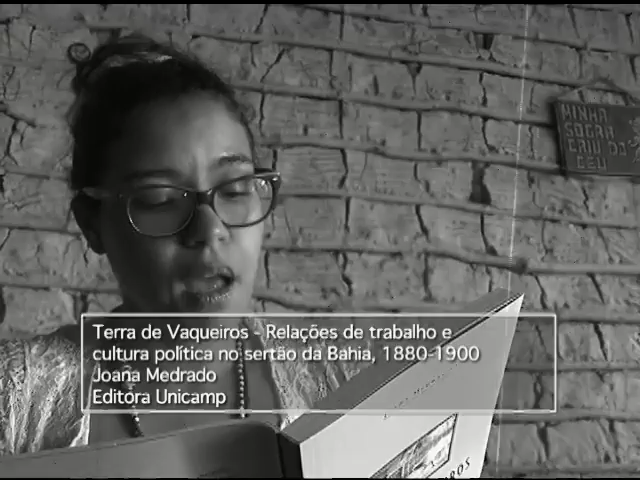 MINHA
SOGRA
CAIU DO
CÉU
Terra de Vaqueiros - Relações de trabalho e
cultura política no sertão da Bahia, 1880-1900
Joana Medrado
Editora Unicamp